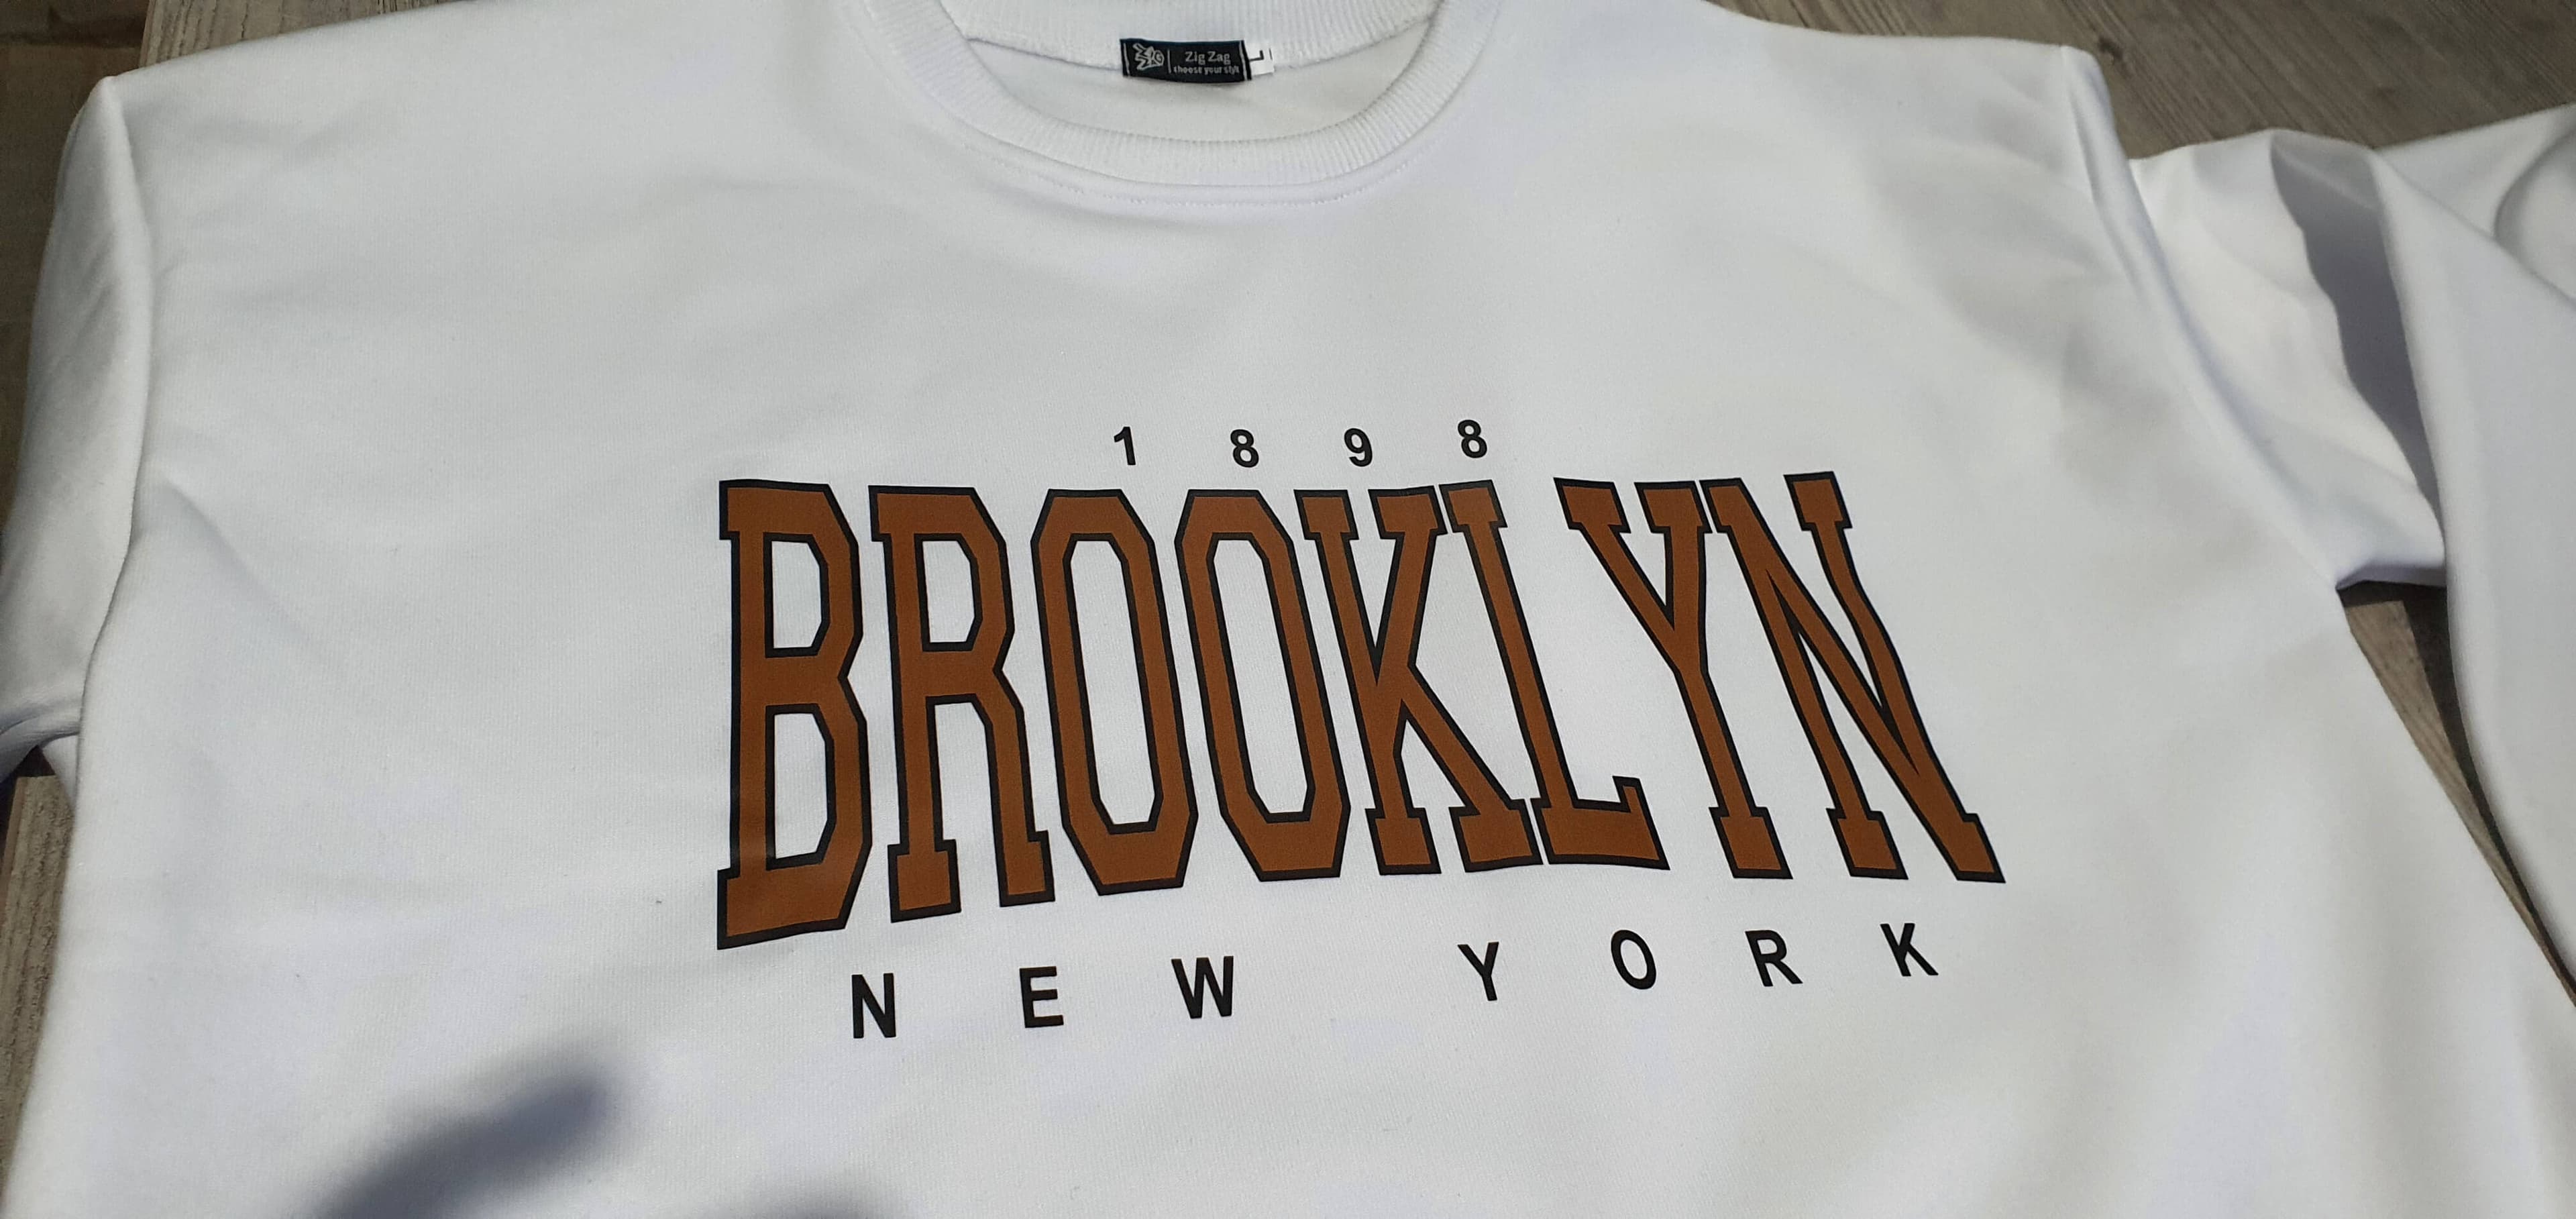 Zig Zag
choose your style
L
1898
BROOKLYN
NEW YORK